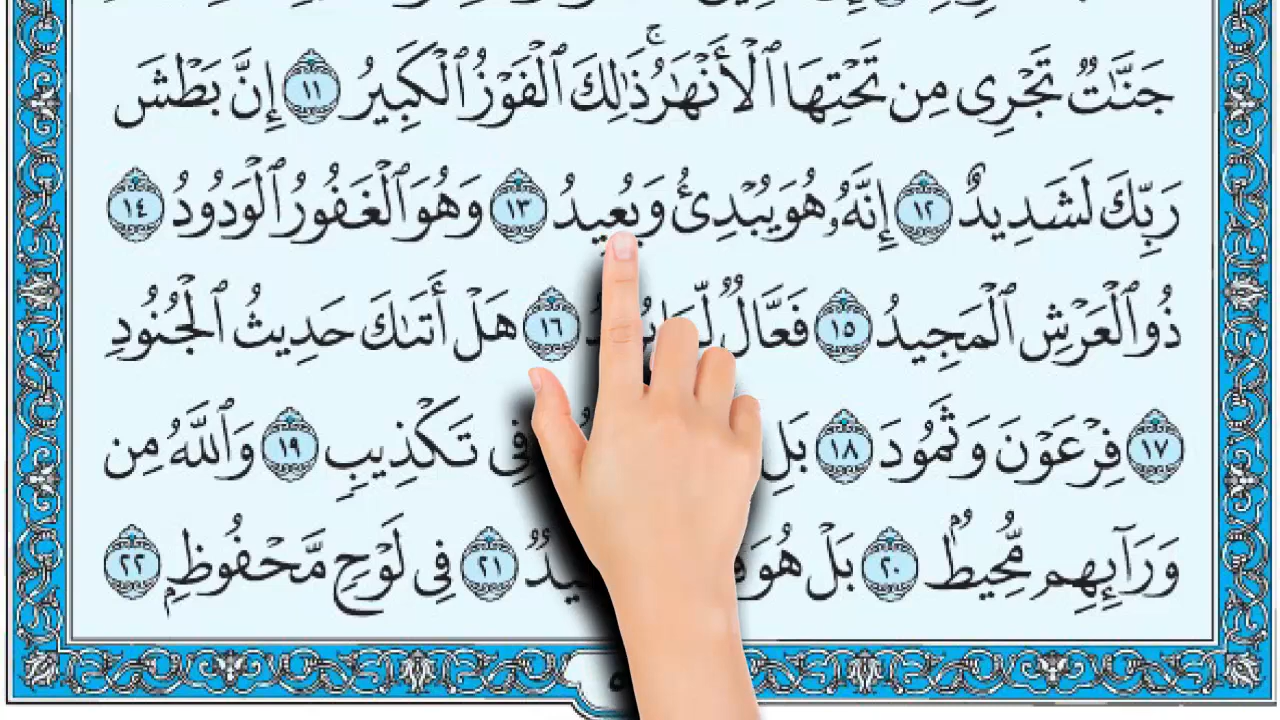 جَنَّـٰتٌ تَجْرِى مِن تَحْتِهَا ٱلْأَنْهَـٰرُ ۚ ذَٰلِكَ ٱلْفَوْزُ ٱلْكَبِيرُ ١١ إِنَّ بَطْشَ
رَبِّكَ لَشَدِيدٌ ١٢ إِنَّهُۥ هُوَ يُبْدِئُ وَيُعِيدُ ١٣ وَهُوَ ٱلْغَفُورُ ٱلْوَدُودُ ١٤
ذُو ٱلْعَرْشِ ٱلْمَجِيدُ ١٥ فَعَّالٌ لِّمَا ١٦ هَلْ أَتَىٰكَ حَدِيثُ ٱلْجُنُودِ
١٧ فِرْعَوْنَ وَثَمُودَ ١٨ بَلِ فِى تَكْذِيبٍ ١٩ وَٱللَّهُ مِن
وَرَآئِهِم مُّحِيطٌ ٢٠ بَلْ هُوَ ٢١ فِى لَوْحٍ مَّحْفُوظٍ ٢٢